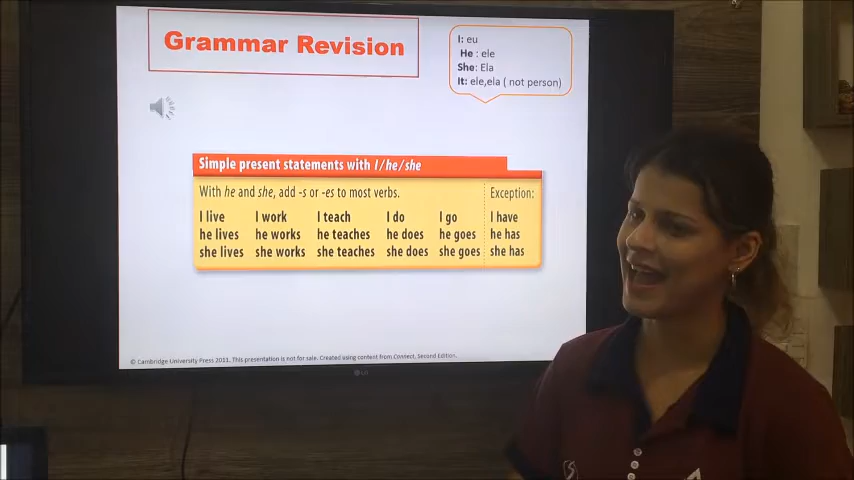 Grammar Revision
I: eu
He : ele
She: Ela
It: ele,ela ( not person)
Simple present statements with I/he/she
With he and she, add -s or -es to most verbs.
Exception:
I live I work I teach I do I go I have
he lives he works he teaches he does he goes he has
she lives she works she teaches she does she goes she has
© Cambridge University Press 2011. This presentation is not for sale. Created using content from Connect, Second Edition.
LG